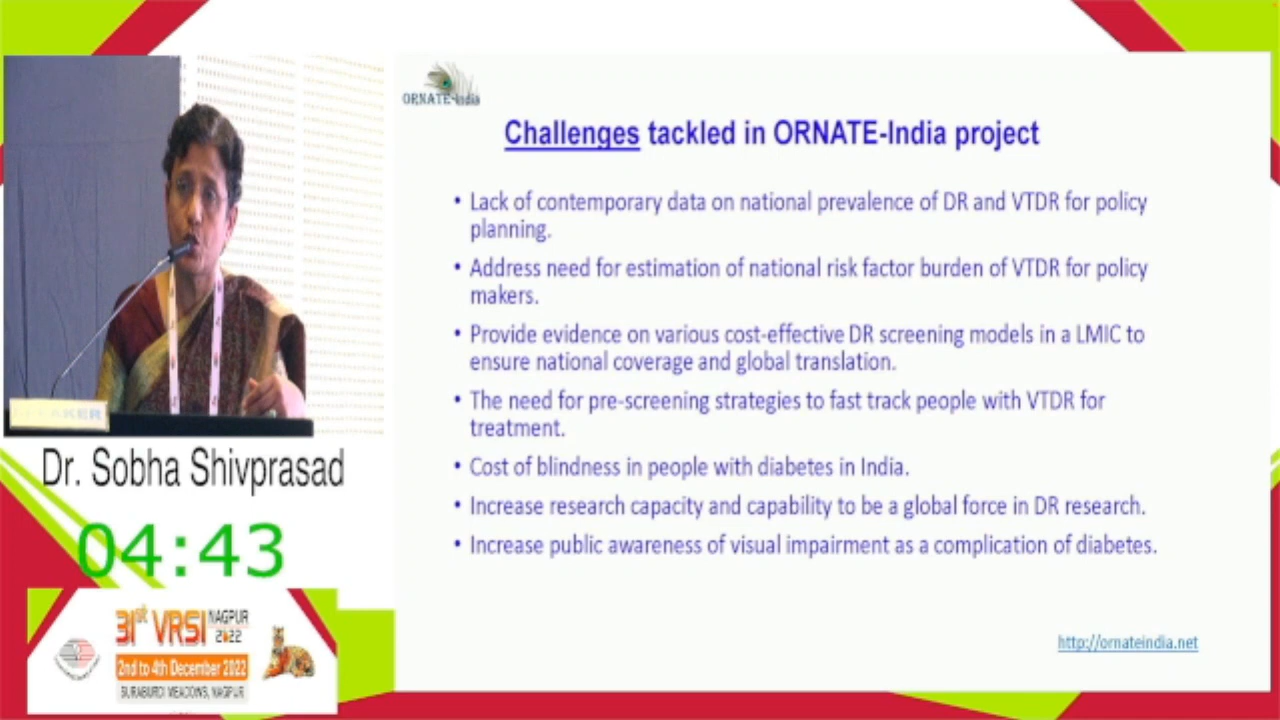 ORNATE-India
Challenges tackled in ORNATE-India project
• Lack of contemporary data on national prevalence of DR and VTDR for policy
planning.
• Address need for estimation of national risk factor burden of VTDR for policy
makers.
• Provide evidence on various cost-effective DR screening models in a LMIC to
ensure national coverage and global translation.
• The need for pre-screening strategies to fast track people with VTDR for
treatment.
• Cost of blindness in people with diabetes in India.
• Increase research capacity and capability to be a global force in DR research.
• Increase public awareness of visual impairment as a complication of diabetes.
http://ornateindia.net
Dr. Sobha Shivprasad
04:43
31st VRSI NAGPUR 2022
2nd to 4th December 2022
SURABURDI MEADOWS, NAGPUR